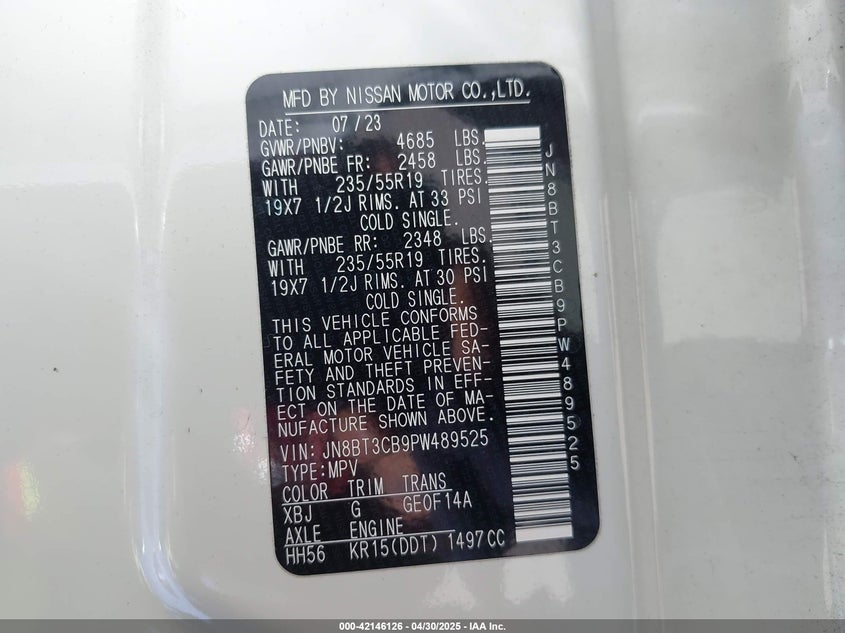 MFD BY NISSAN MOTOR CO.,LTD.
DATE: 07/23
GVWR/PNBV: 4685 LBS.
GAWR/PNBE FR: 2458 LBS.
WITH 235/55R19 TIRES.
19X7 1/2J RIMS. AT 33 PSI
COLD SINGLE.
GAWR/PNBE RR: 2348 LBS.
WITH 235/55R19 TIRES.
19X7 1/2J RIMS. AT 30 PSI
COLD SINGLE.
THIS VEHICLE CONFORMS
TO ALL APPLICABLE FED-
ERAL MOTOR VEHICLE SA-
FETY AND THEFT PREVEN-
TION STANDARDS IN EFF-
ECT ON THE DATE OF MA-
NUFACTURE SHOWN ABOVE.
VIN: JN8BT3CB9PW489525
TYPE:MPV
COLOR TRIM TRANS
XBJ G GE0F14A
AXLE ENGINE
HH56 KR15(DDT) 1497CC
JN8BT3CB9PW489525
000-42146126 - 04/30/2025 - IAA Inc.